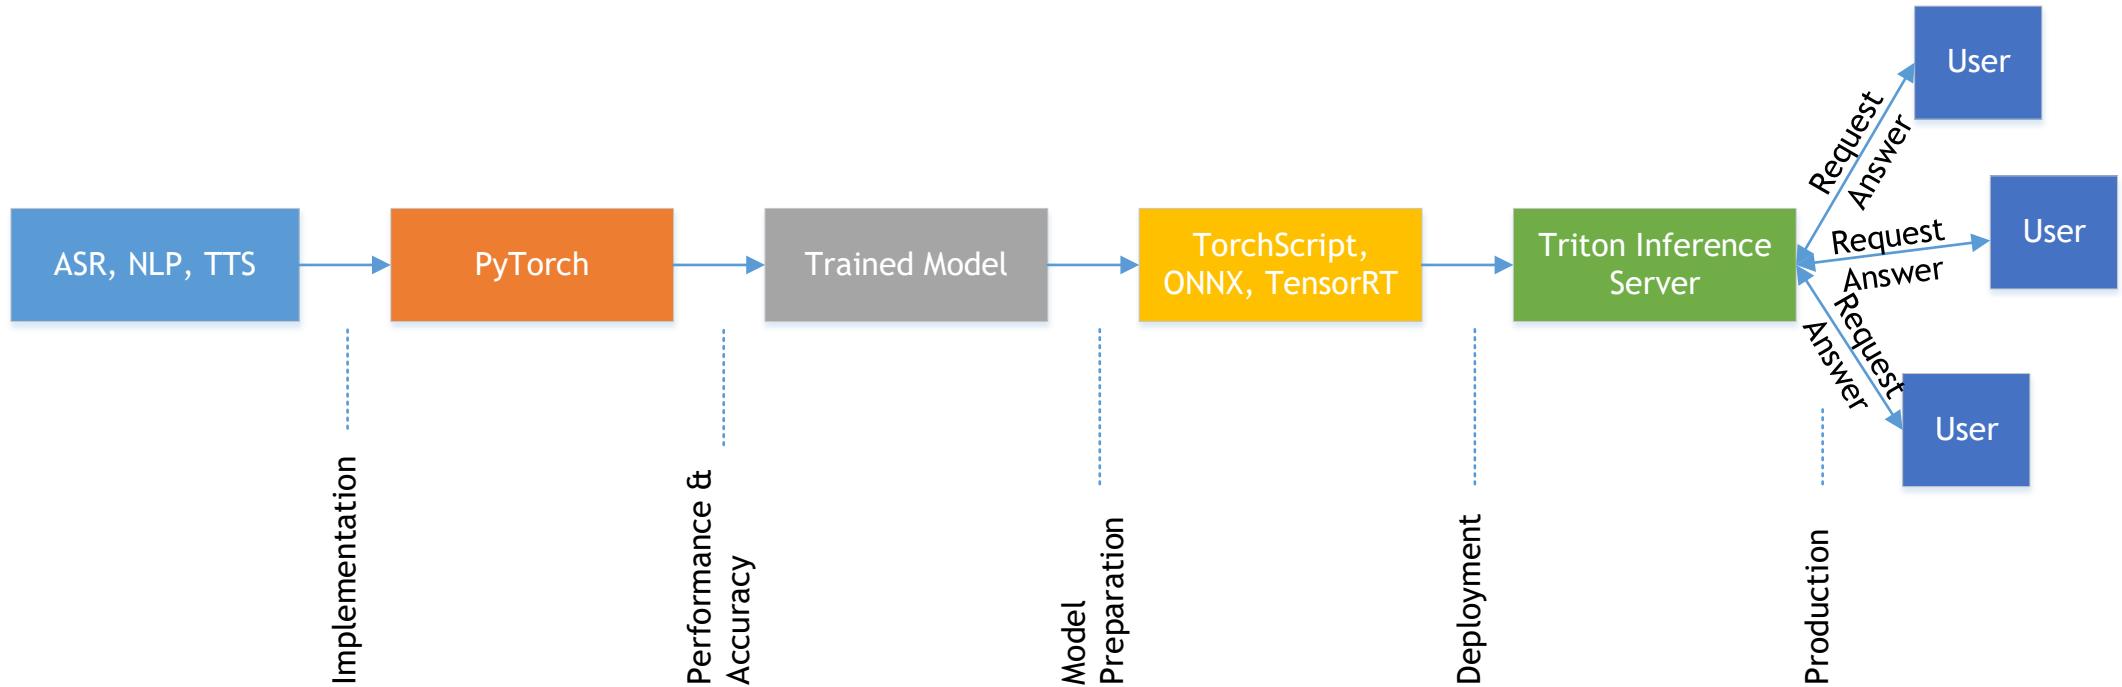 User
Request
Answer
ASR, NLP, TTS
PyTorch
Trained Model
TorchScript,
ONNX, TensorRT
Triton Inference
Server
Request
Answer
User
Request
Answer
User
Implementation
Performance &
Accuracy
Model
Preparation
Deployment
Production